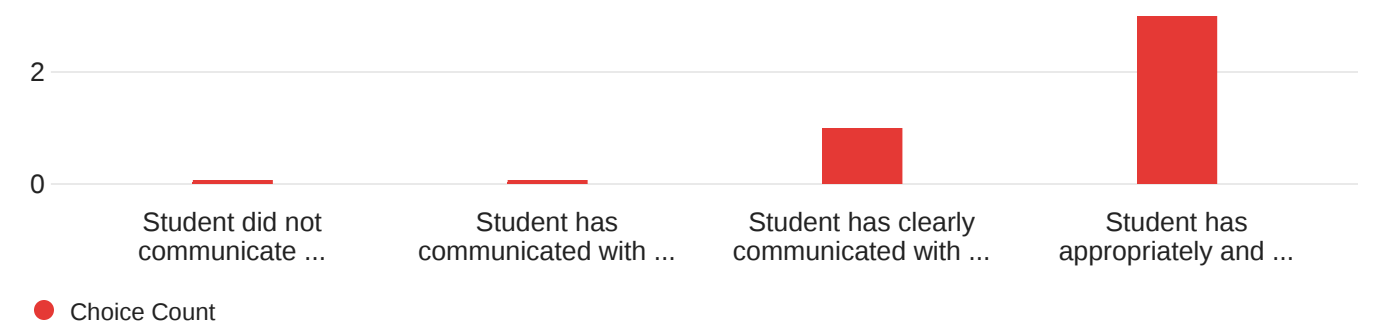 2
0
Student did not
communicate ...
Student has
communicated with ...
Student has clearly
communicated with ...
Student has
appropriately and ...
Choice Count